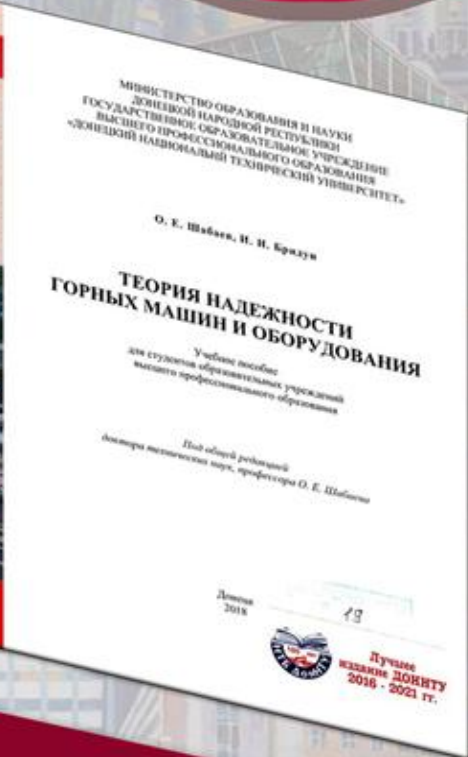 МИНИСТЕРСТВО ОБРАЗОВАНИЯ И НАУКИ
ДОНЕЦКОЙ НАРОДНОЙ РЕСПУБЛИКИ
ГОСУДАРСТВЕННОЕ ОБРАЗОВАТЕЛЬНОЕ УЧРЕЖДЕНИЕ
ВЫСШЕГО ПРОФЕССИОНАЛЬНОГО ОБРАЗОВАНИЯ
«ДОНЕЦКИЙ НАЦИОНАЛЬНЫЙ ТЕХНИЧЕСКИЙ УНИВЕРСИТЕТ»
О. Е. Шабаев, И. И. Бридун
ТЕОРИЯ НАДЕЖНОСТИ
ГОРНЫХ МАШИН И ОБОРУДОВАНИЯ
Учебное пособие
для студентов образовательных учреждений
высшего профессионального образования
Под общей редакцией
доктора технических наук, профессора О. Е. Шабаева
Донецк
2018
19
НТБ ДонНТУ
Лучшее
издание ДОННТУ
2016 - 2021 гг.